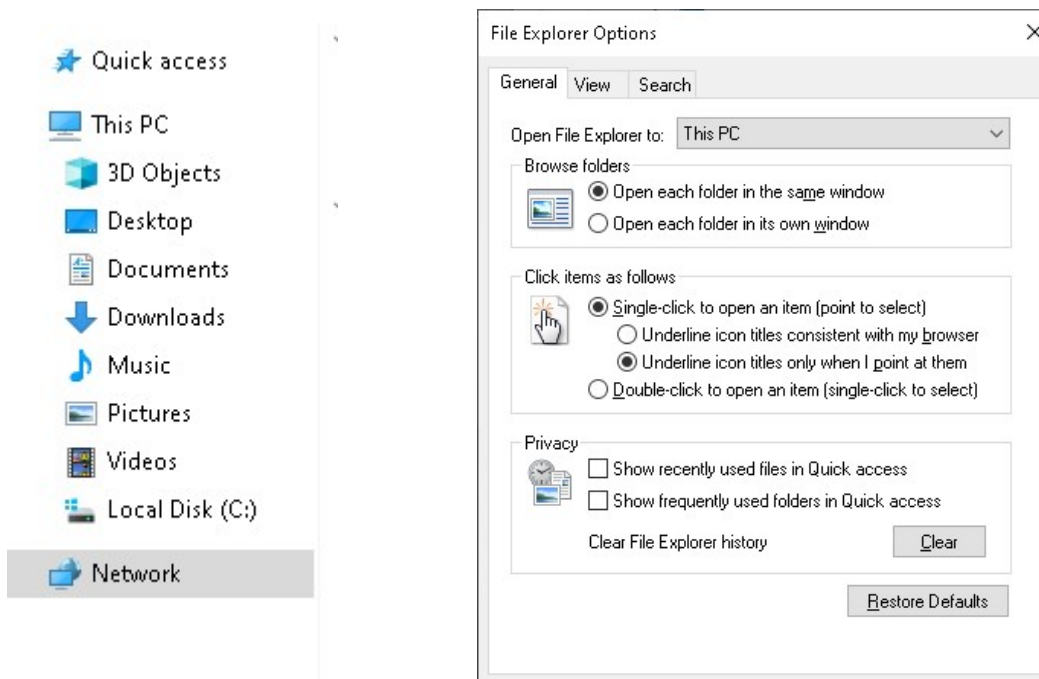 Quick access
This PC
3D Objects
Desktop
Documents
Downloads
Music
Pictures
Videos
Local Disk (C:)
Network
File Explorer Options
General View Search
Open File Explorer to: This PC
Browse folders
Open each folder in the same window
Open each folder in its own window
Click items as follows
Single-click to open an item (point to select)
Underline icon titles consistent with my browser
Underline icon titles only when I point at them
Double-click to open an item (single-click to select)
Privacy
Show recently used files in Quick access
Show frequently used folders in Quick access
Clear File Explorer history Clear
Restore Defaults